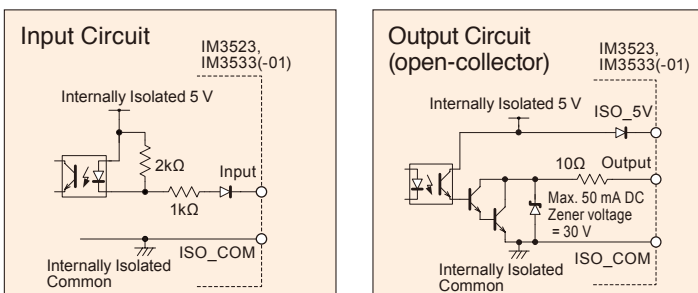 Input Circuit
IM3523,
IM3533(-01)
Internally Isolated 5 V
2kΩ
Input
1kΩ
ISO_COM
Internally Isolated
Common
Output Circuit
(open-collector)
IM3523,
IM3533(-01)
Internally Isolated 5 V
ISO_5V
10Ω
Output
Max. 50 mA DC
Zener voltage
= 30 V
ISO_COM
Internally Isolated
Common